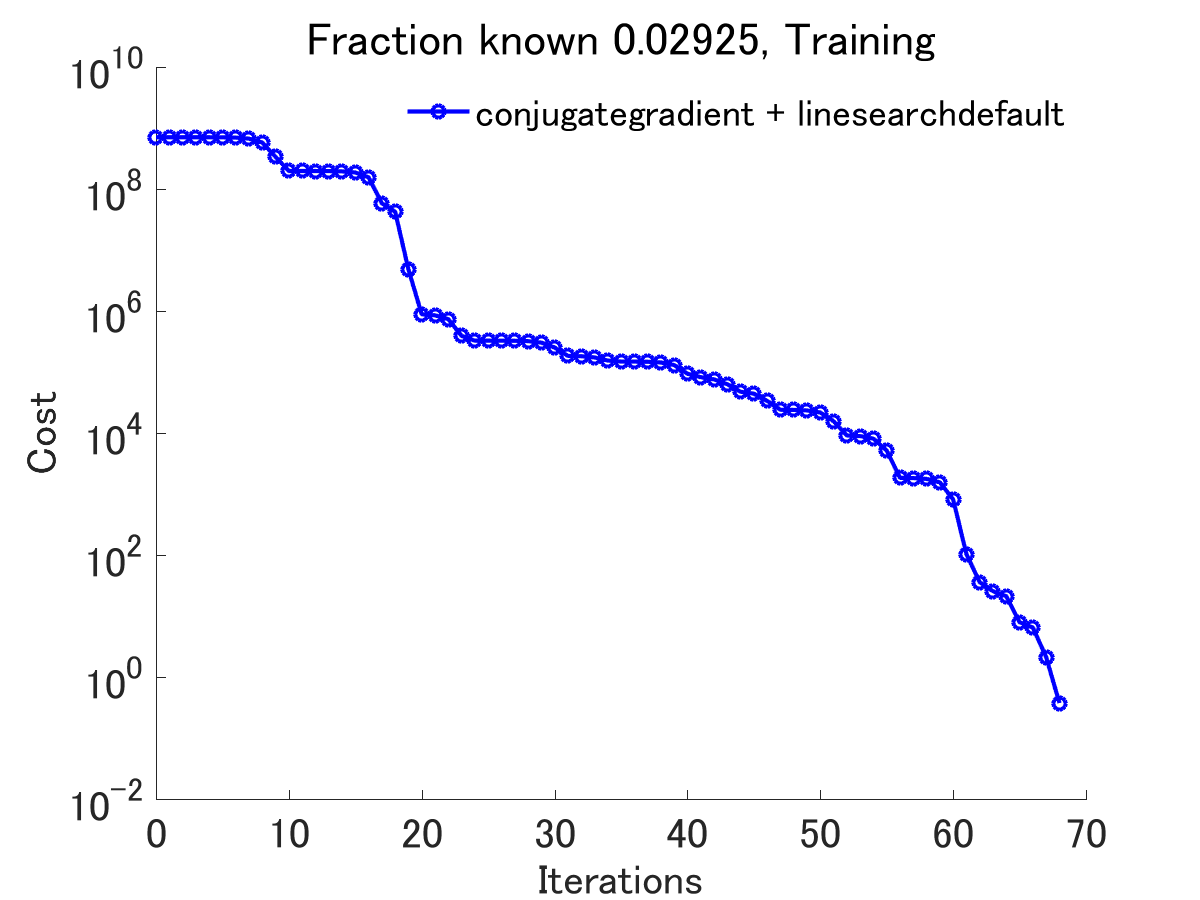 Fraction known 0.02925, Training
conjugategradient + linesearchdefault
Cost
10^10
10^8
10^6
10^4
10^2
10^0
10^-2
0 10 20 30 40 50 60 70
Iterations